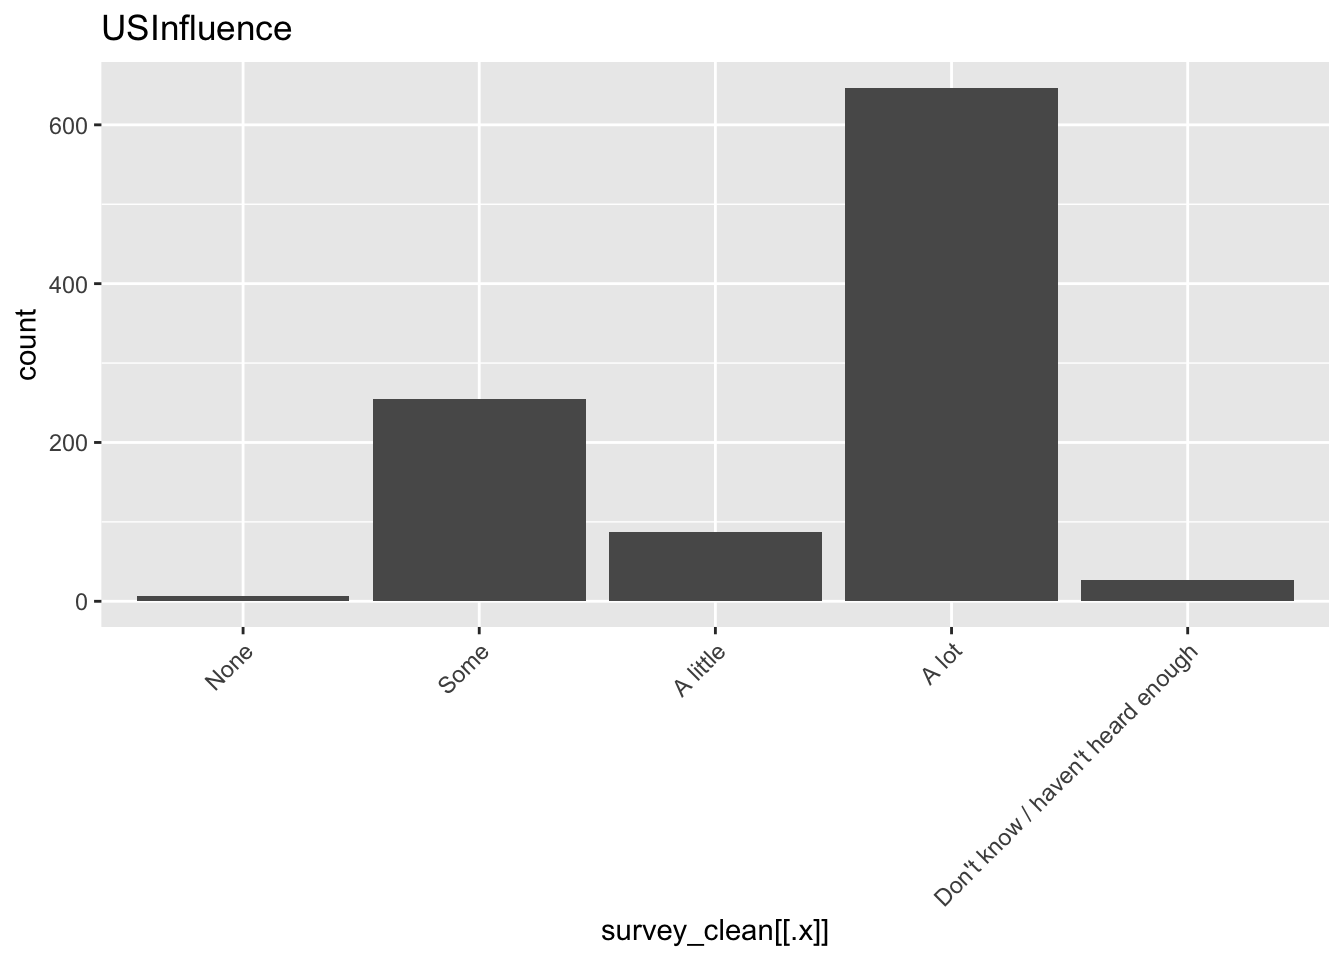 USInfluence
count
600
400
200
0
None
Some
A little
A lot
Don't know / haven't heard enough
survey_clean[[.x]]